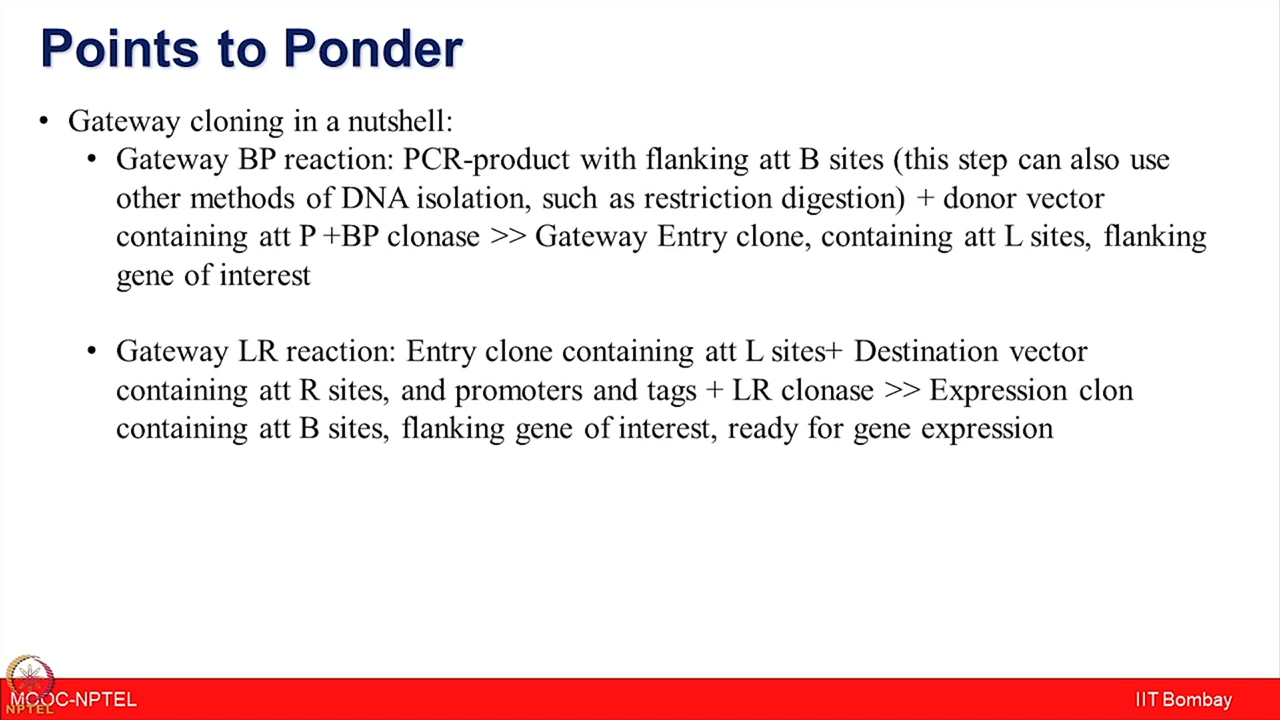 Points to Ponder
• Gateway cloning in a nutshell:
• Gateway BP reaction: PCR-product with flanking att B sites (this step can also use
other methods of DNA isolation, such as restriction digestion) + donor vector
containing att P +BP clonase >> Gateway Entry clone, containing att L sites, flanking
gene of interest
• Gateway LR reaction: Entry clone containing att L sites+ Destination vector
containing att R sites, and promoters and tags + LR clonase >> Expression clon
containing att B sites, flanking gene of interest, ready for gene expression
MOOC-NPTEL
NPTEL
IIT Bombay